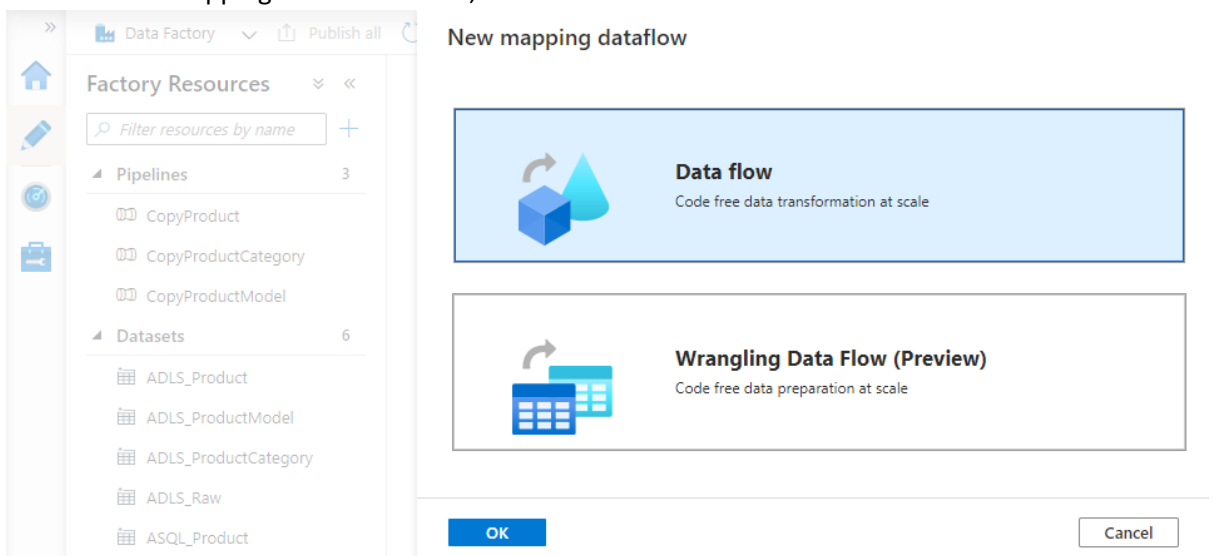 »
Data Factory Publish all
Factory Resources
«
Filter resources by name
Pipelines 3
CopyProduct
CopyProductCategory
CopyProductModel
Datasets 6
ADLS_Product
ADLS_ProductModel
ADLS_ProductCategory
ADLS_Raw
ASQL_Product
New mapping dataflow
Data flow
Code free data transformation at scale
Wrangling Data Flow (Preview)
Code free data preparation at scale
OK
Cancel